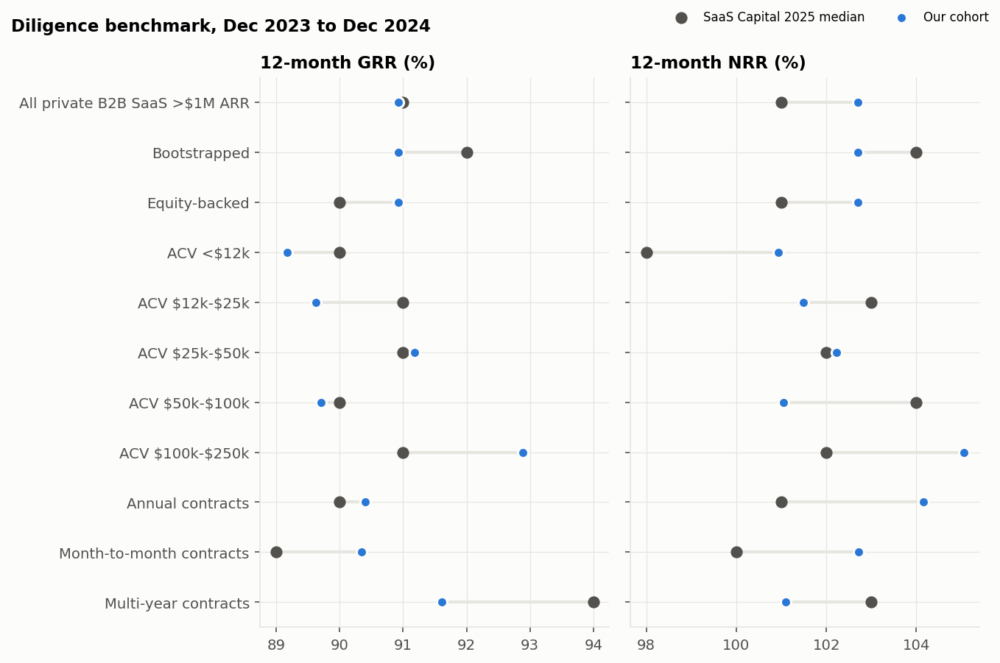 Diligence benchmark, Dec 2023 to Dec 2024
SaaS Capital 2025 median
Our cohort
12-month GRR (%)
12-month NRR (%)
All private B2B SaaS >$1M ARR
Bootstrapped
Equity-backed
ACV <$12k
ACV $12k-$25k
ACV $25k-$50k
ACV $50k-$100k
ACV $100k-$250k
Annual contracts
Month-to-month contracts
Multi-year contracts
89 90 91 92 93 94
98 100 102 104